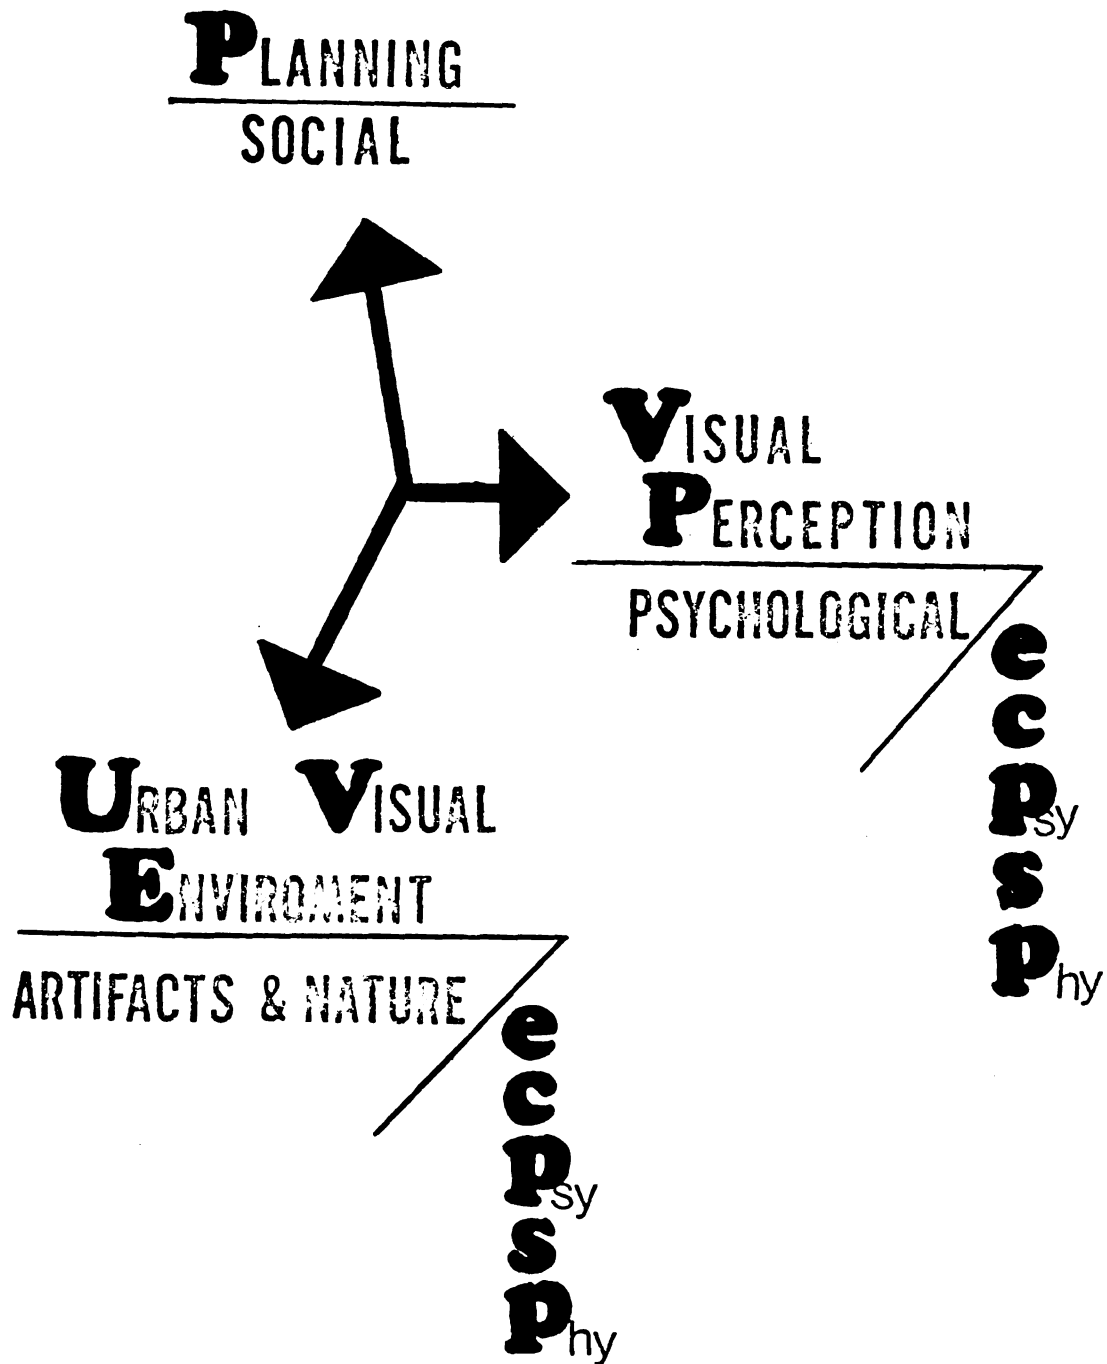 PLANNING
SOCIAL
VISUAL
PERCEPTION
PSYCHOLOGICAL
e
c
Psy
s
Phy
URBAN VISUAL
ENVIROMENT
ARTIFACTS & NATURE
e
c
Psy
s
Phy